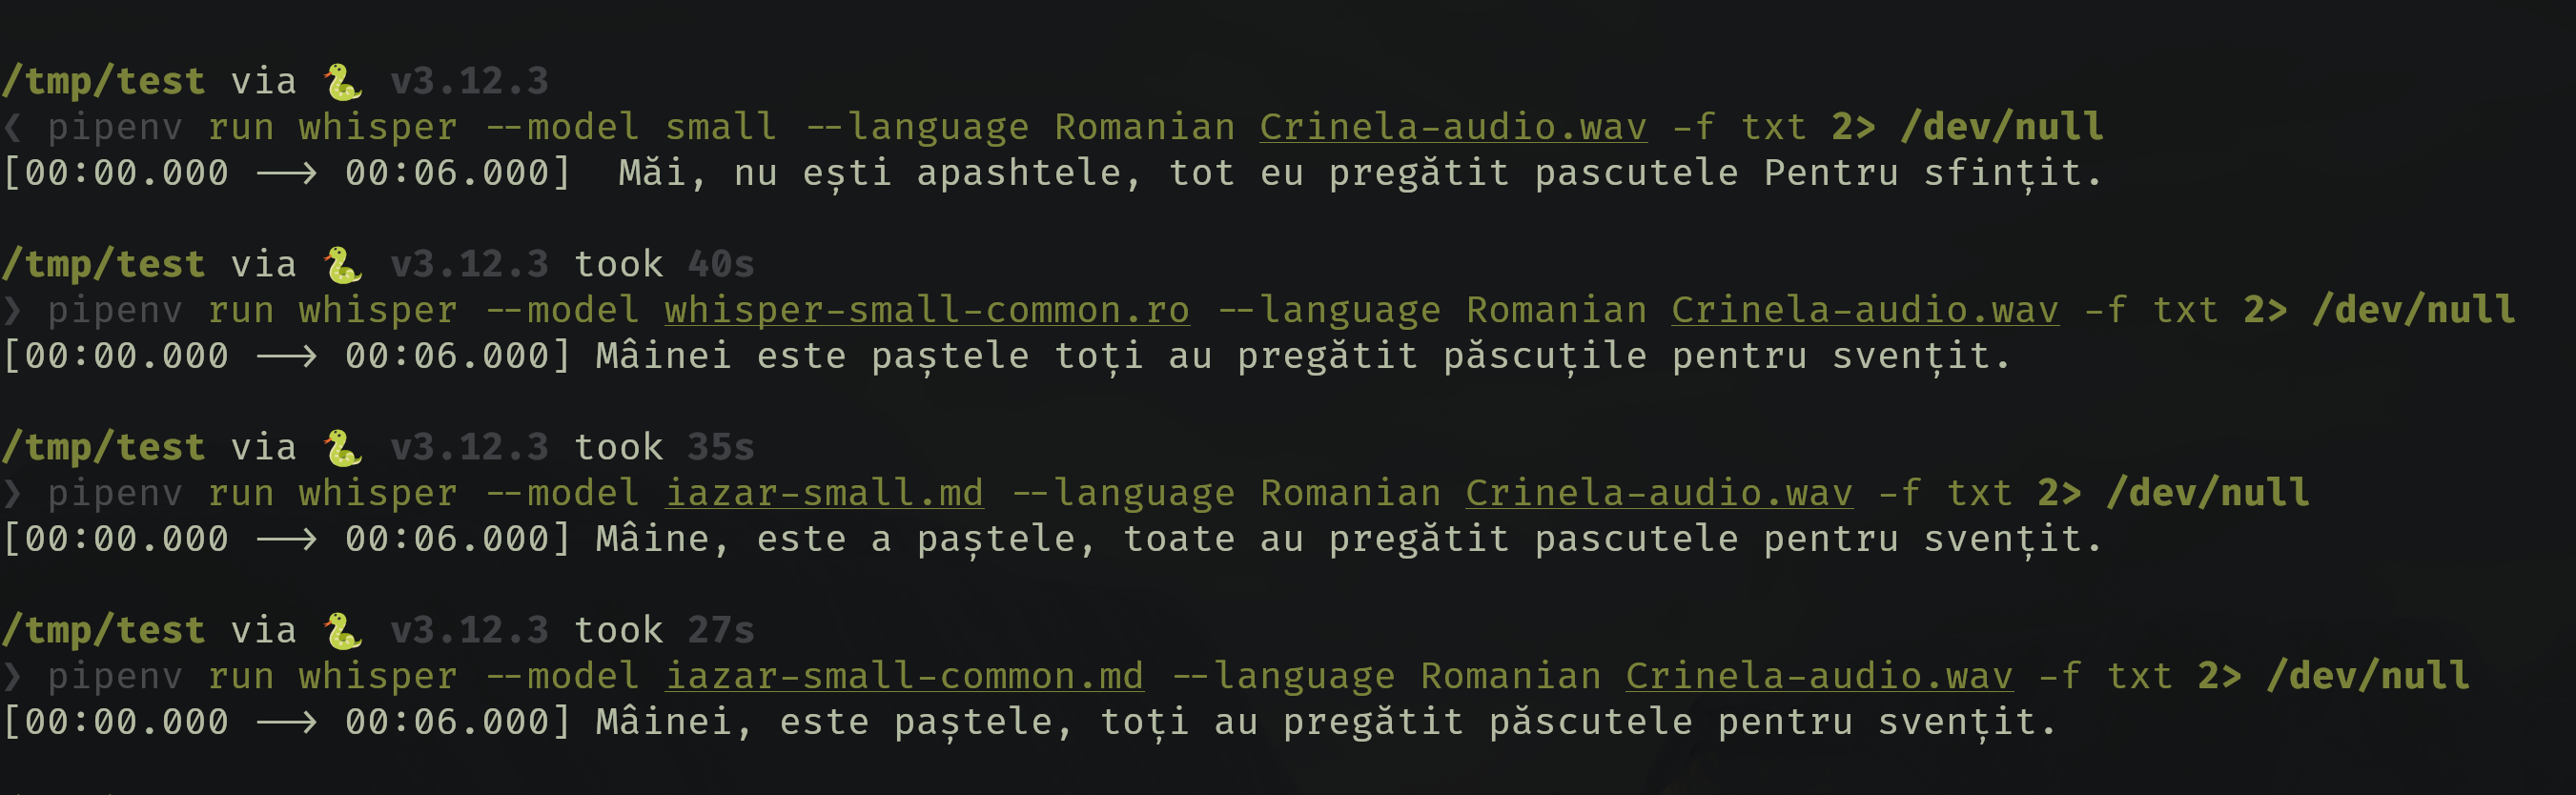 /tmp/test via 🐍 v3.12.3
❮ pipenv run whisper --model small --language Romanian Crinela-audio.wav -f txt 2> /dev/null
[00:00.000 --> 00:06.000]  Măi, nu ești apashtele, tot eu pregătit pascutele Pentru sfințit.
/tmp/test via 🐍 v3.12.3 took 40s
❯ pipenv run whisper --model whisper-small-common.ro --language Romanian Crinela-audio.wav -f txt 2> /dev/null
[00:00.000 --> 00:06.000] Mâinei este paștele toți au pregătit păscuțile pentru svențit.
/tmp/test via 🐍 v3.12.3 took 35s
❯ pipenv run whisper --model iazar-small.md --language Romanian Crinela-audio.wav -f txt 2> /dev/null
[00:00.000 --> 00:06.000] Mâine, este a paștele, toate au pregătit pascutele pentru svențit.
/tmp/test via 🐍 v3.12.3 took 27s
❯ pipenv run whisper --model iazar-small-common.md --language Romanian Crinela-audio.wav -f txt 2> /dev/null
[00:00.000 --> 00:06.000] Mâinei, este paștele, toți au pregătit păscutele pentru svențit.